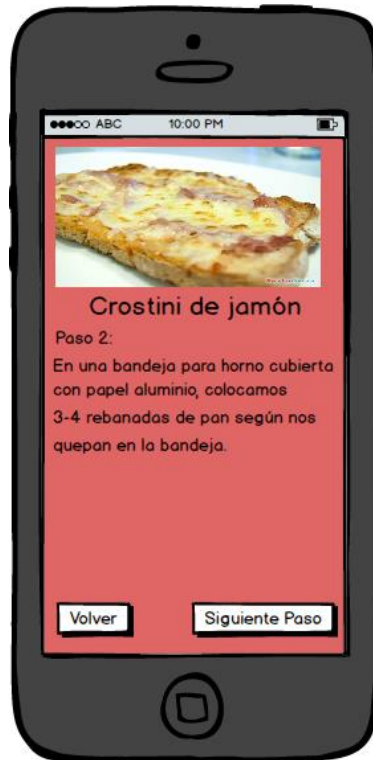 ABC 10:00 PM
Crostini de jamón
Paso 2:
En una bandeja para horno cubierta
con papel aluminio, colocamos
3-4 rebanadas de pan según nos
quepan en la bandeja.
Volver Siguiente Paso